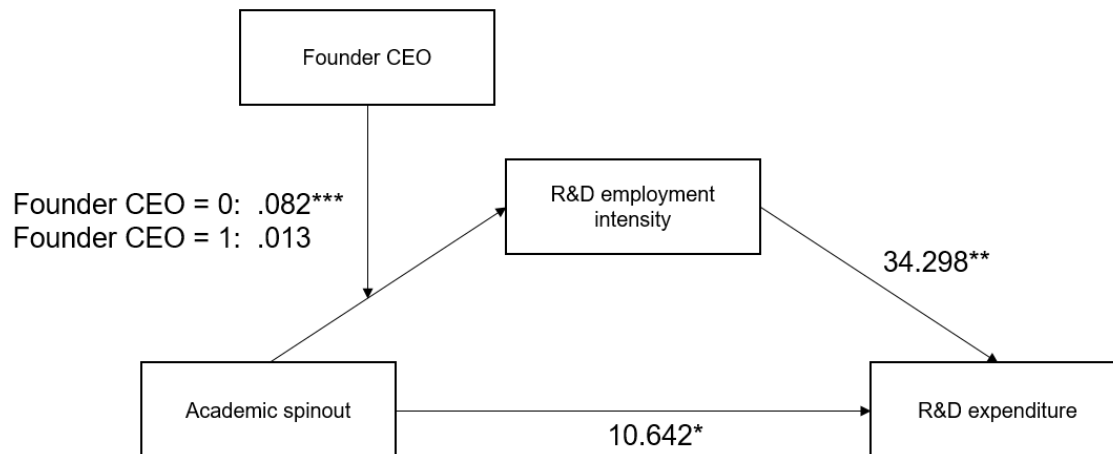 Founder CEO
Founder CEO = 0: .082***
Founder CEO = 1: .013
R&D employment
intensity
34.298**
Academic spinout
10.642*
R&D expenditure